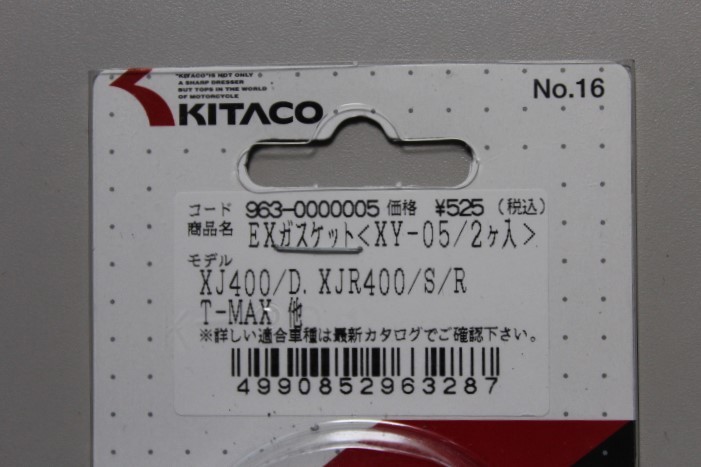 "KITACO"IS NOT ONLY
A SHARP DRESSER
BUT TOPS IN THE WORLD
OF MOTORCYCLE
KITACO
No.16
コード 963-0000005 価格 ¥525 (税込)
商品名 EXガスケット<XY-05/2ヶ入>
モデル
XJ400/D. XJR400/S/R
T-MAX 他
※詳しい適合車種は最新カタログでご確認下さい。
4990852963287